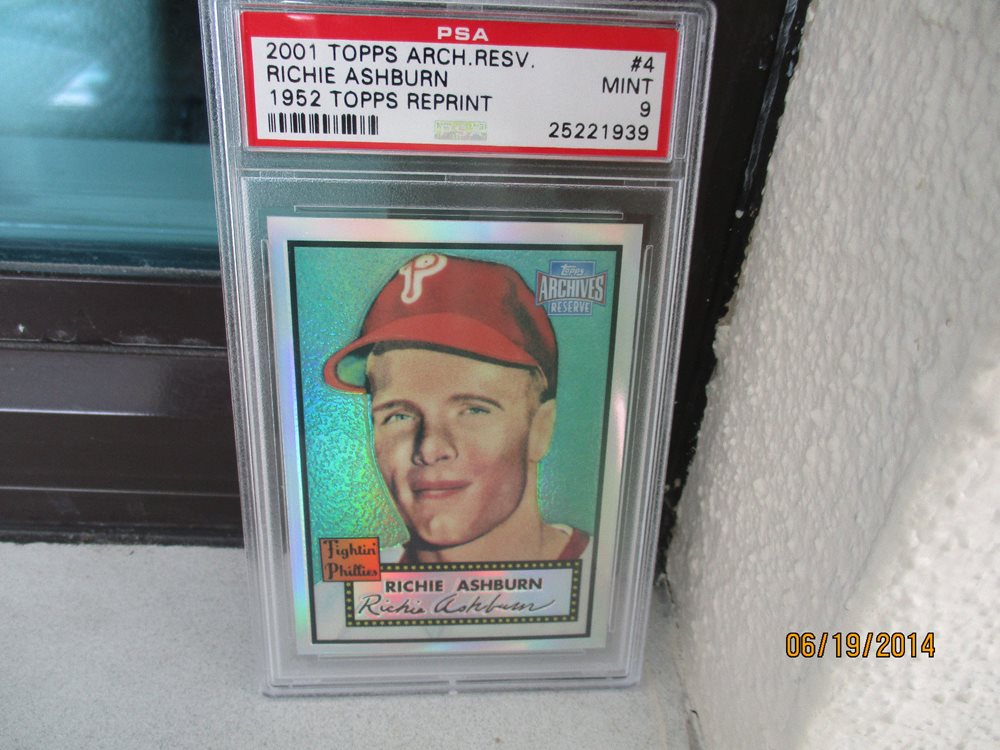 PSA
2001 TOPPS ARCH.RESV. #4
RICHIE ASHBURN MINT
1952 TOPPS REPRINT 9
25221939
P
Topps
ARCHIVES
RESERVE
Fightin'
Phillies
RICHIE ASHBURN
Richie Ashburn
06/19/2014